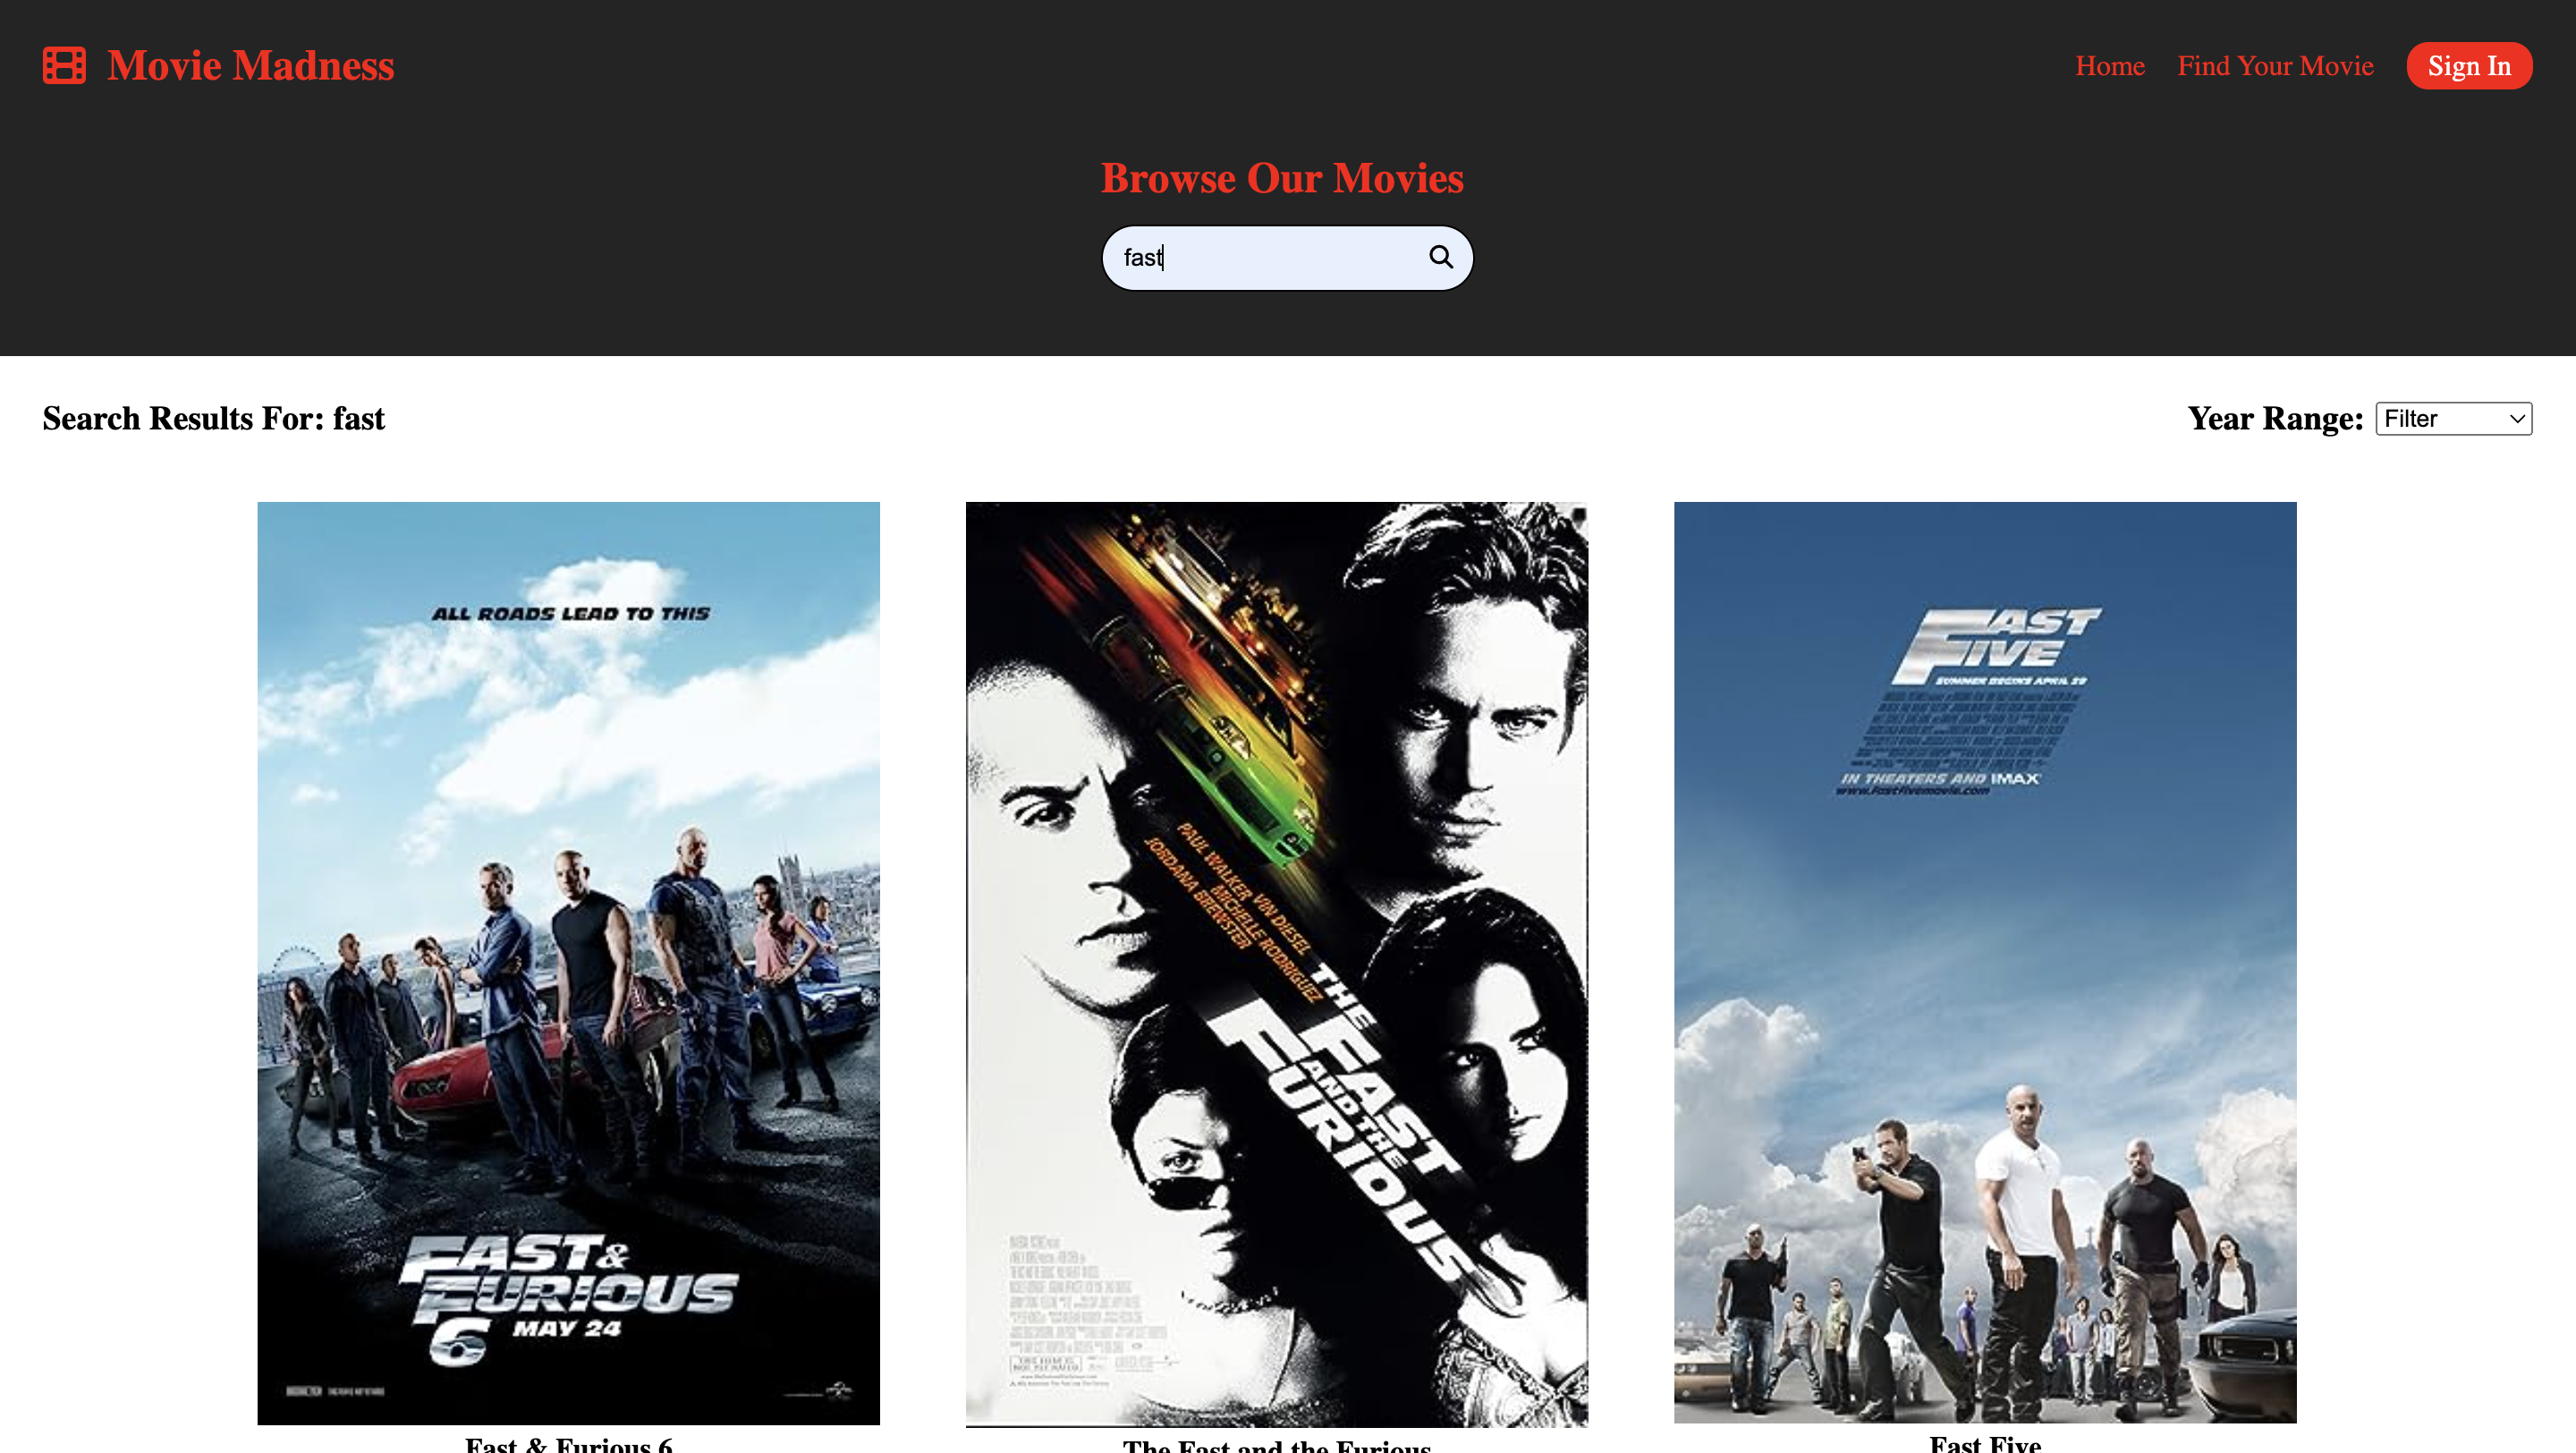 Movie Madness
Home
Find Your Movie
Sign In
Browse Our Movies
fast
Search Results For: fast
Year Range:
Filter
ALL ROADS LEAD TO THIS
FAST &
FURIOUS
6 MAY 24
PAUL WALKER VIN DIESEL
MICHELLE RODRIGUEZ
JORDANA BREWSTER
THE
FAST
AND THE
FURIOUS
FAST
FIVE
SUMMER BEGINS APRIL 29
IN THEATERS AND IMAX
www.fastfivemovie.com
Fast & Furious 6
The Fast and the Furious
Fast Five